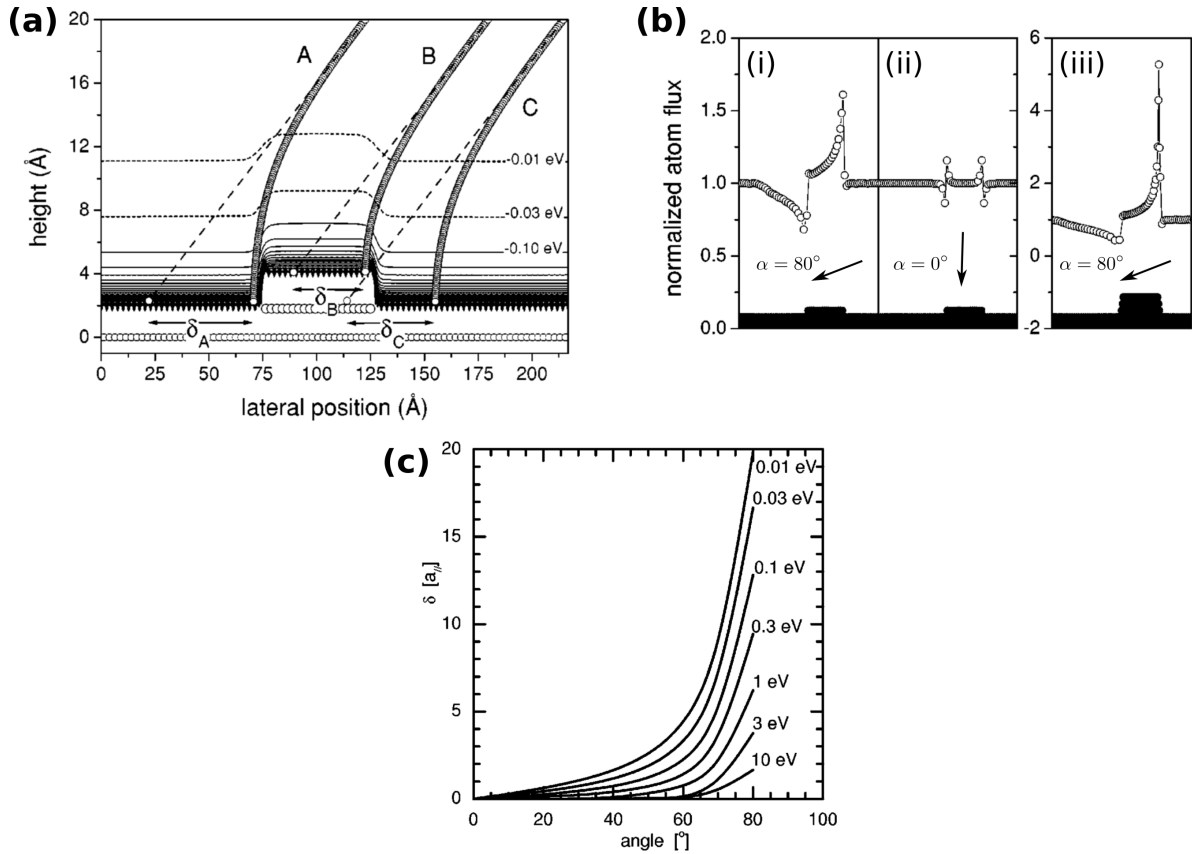 (a)
20
16
12
8
4
0
height (Å)
A
B
C
-0.01 eV
-0.03 eV
-0.10 eV
δA
δB
δC
0 25 50 75 100 125 150 175 200
lateral position (Å)
(b)
2.0
1.5
1.0
0.5
0.0
normalized atom flux
(i)
(ii)
(iii)
α = 80°
α = 0°
α = 80°
6
4
2
0
-2
(c)
20
15
10
5
0
δ [a//]
0.01 eV
0.03 eV
0.1 eV
0.3 eV
1 eV
3 eV
10 eV
0 20 40 60 80 100
angle [°]